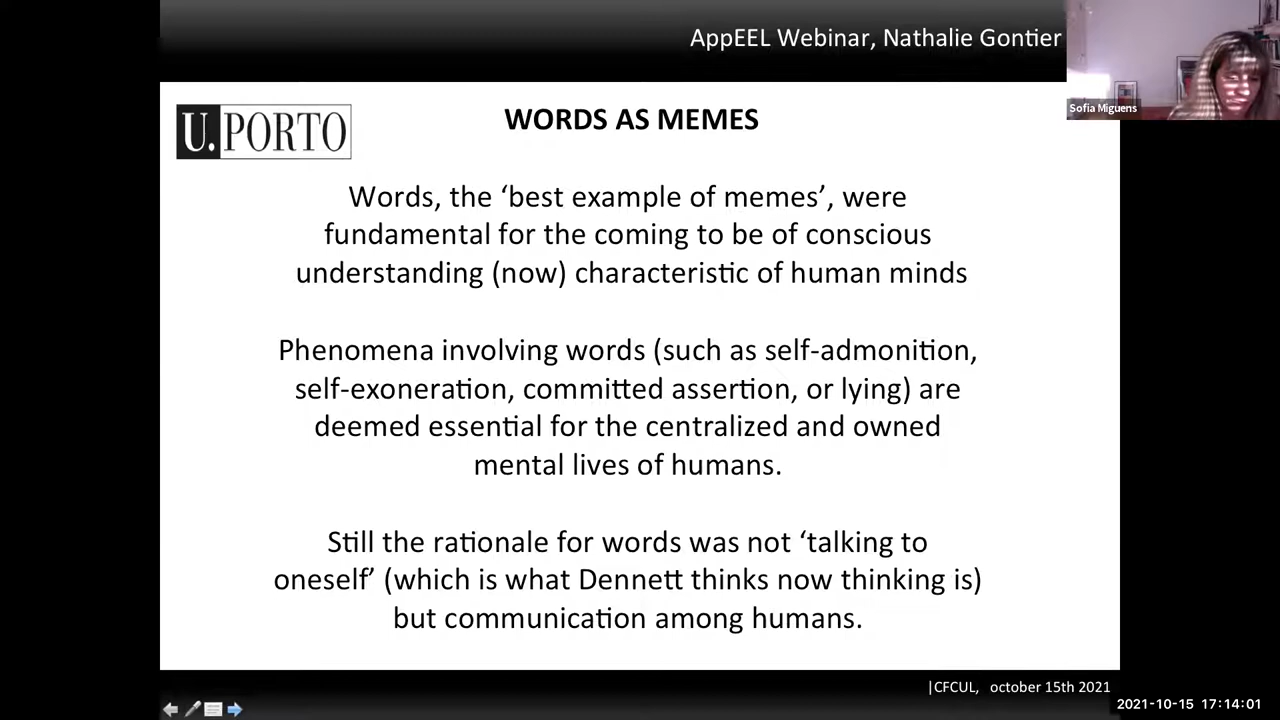 AppEEL Webinar, Nathalie Gontier
Sofia Miguens
U.PORTO
WORDS AS MEMES
Words, the ‘best example of memes’, were
fundamental for the coming to be of conscious
understanding (now) characteristic of human minds
Phenomena involving words (such as self-admonition,
self-exoneration, committed assertion, or lying) are
deemed essential for the centralized and owned
mental lives of humans.
Still the rationale for words was not ‘talking to
oneself’ (which is what Dennett thinks now thinking is)
but communication among humans.
|CFCUL, october 15th 2021
2021-10-15 17:14:01